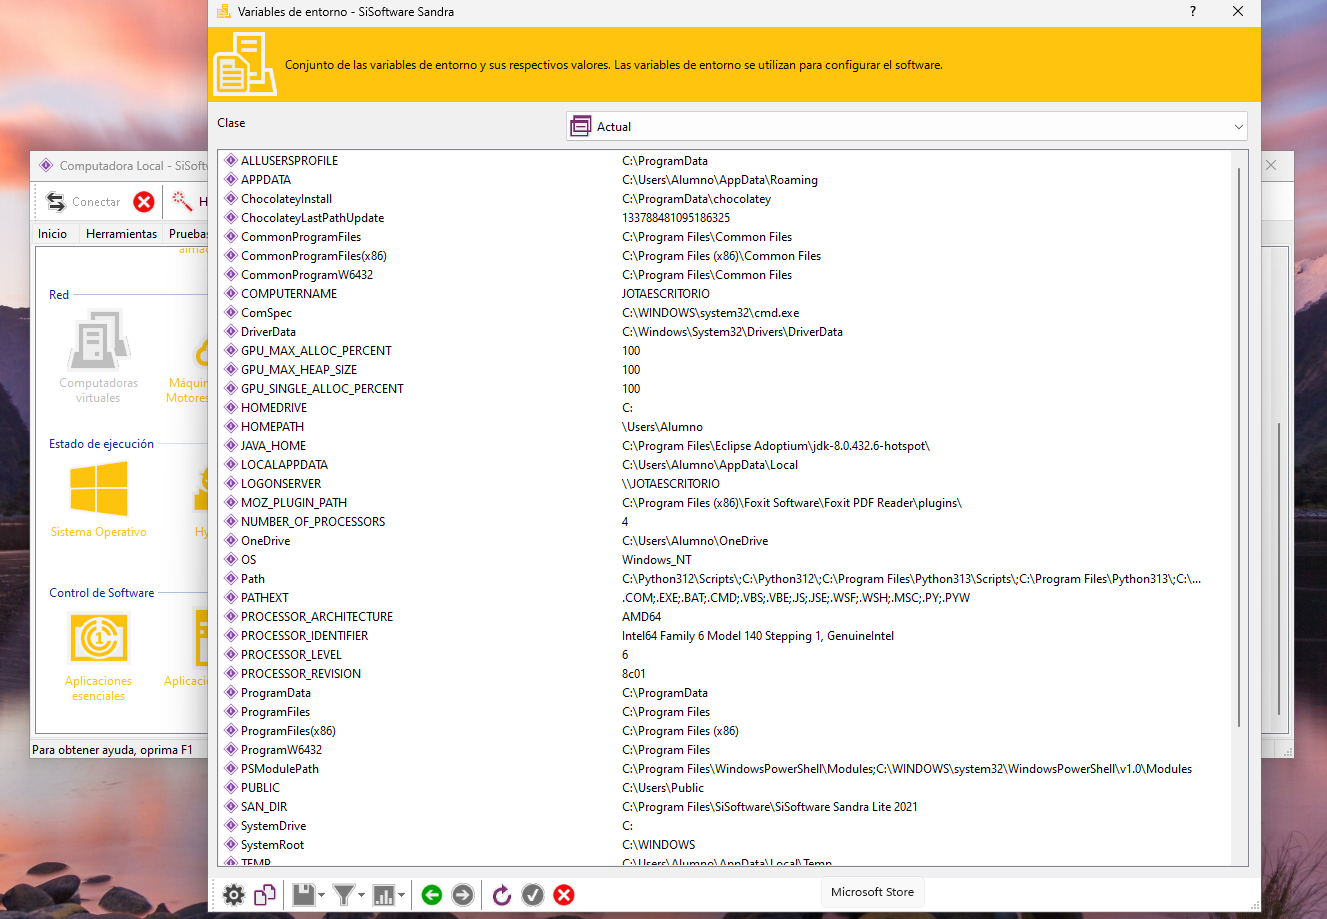 Variables de entorno - SiSoftware Sandra
?
Conjunto de las variables de entorno y sus respectivos valores. Las variables de entorno se utilizan para configurar el software.
Clase
Actual
Computadora Local - SiSoftw
Conectar
H
Inicio Herramientas Pruebas
Red
Computadoras
virtuales
Máquin
Motores
Estado de ejecución
Sistema Operativo
Hy
Control de Software
Aplicaciones
esenciales
Aplicaci
Para obtener ayuda, oprima F1
ALLUSERSPROFILE C:\ProgramData
APPDATA C:\Users\Alumno\AppData\Roaming
ChocolateyInstall C:\ProgramData\chocolatey
ChocolateyLastPathUpdate 133788481095186325
CommonProgramFiles C:\Program Files\Common Files
CommonProgramFiles(x86) C:\Program Files (x86)\Common Files
CommonProgramW6432 C:\Program Files\Common Files
COMPUTERNAME JOTAESCRITORIO
ComSpec C:\WINDOWS\system32\cmd.exe
DriverData C:\Windows\System32\Drivers\DriverData
GPU_MAX_ALLOC_PERCENT 100
GPU_MAX_HEAP_SIZE 100
GPU_SINGLE_ALLOC_PERCENT 100
HOMEDRIVE C:
HOMEPATH \Users\Alumno
JAVA_HOME C:\Program Files\Eclipse Adoptium\jdk-8.0.432.6-hotspot\
LOCALAPPDATA C:\Users\Alumno\AppData\Local
LOGONSERVER \\JOTAESCRITORIO
MOZ_PLUGIN_PATH C:\Program Files (x86)\Foxit Software\Foxit PDF Reader\plugins\
NUMBER_OF_PROCESSORS 4
OneDrive C:\Users\Alumno\OneDrive
OS Windows_NT
Path C:\Python312\Scripts\;C:\Python312\;C:\Program Files\Python313\Scripts\;C:\Program Files\Python313\;C:\...
PATHEXT .COM;.EXE;.BAT;.CMD;.VBS;.VBE;.JS;.JSE;.WSF;.WSH;.MSC;.PY;.PYW
PROCESSOR_ARCHITECTURE AMD64
PROCESSOR_IDENTIFIER Intel64 Family 6 Model 140 Stepping 1, GenuineIntel
PROCESSOR_LEVEL 6
PROCESSOR_REVISION 8c01
ProgramData C:\ProgramData
ProgramFiles C:\Program Files
ProgramFiles(x86) C:\Program Files (x86)
ProgramW6432 C:\Program Files
PSModulePath C:\Program Files\WindowsPowerShell\Modules;C:\WINDOWS\system32\WindowsPowerShell\v1.0\Modules
PUBLIC C:\Users\Public
SAN_DIR C:\Program Files\SiSoftware\SiSoftware Sandra Lite 2021
SystemDrive C:
SystemRoot C:\WINDOWS
TEMP C:\Users\Alumno\AppData\Local\Temp
Microsoft Store